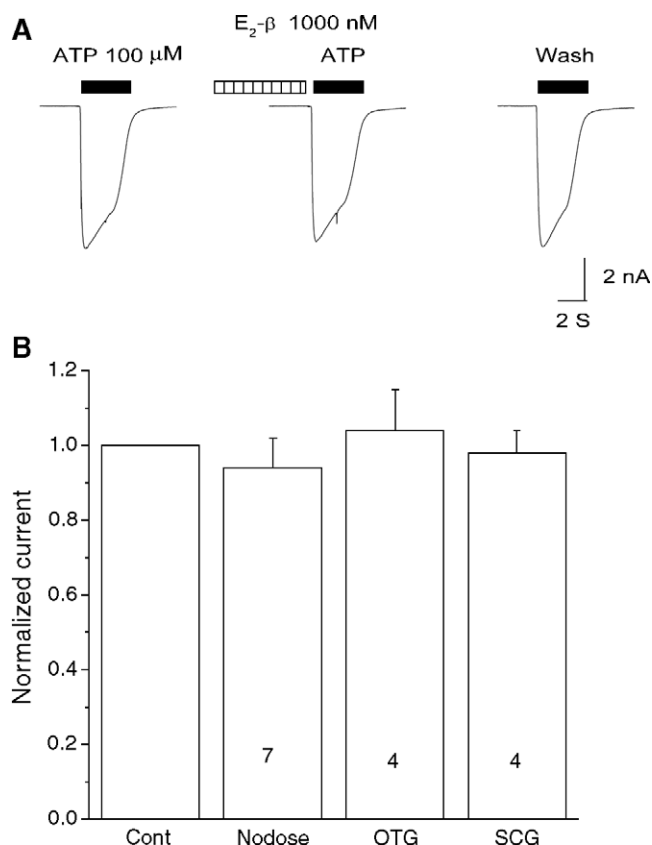 A
E₂-β 1000 nM
ATP 100 μM
ATP
Wash
2 nA
2 S
B
1.2
1.0
0.8
0.6
0.4
0.2
0.0
Normalized current
7
4
4
Cont
Nodose
OTG
SCG